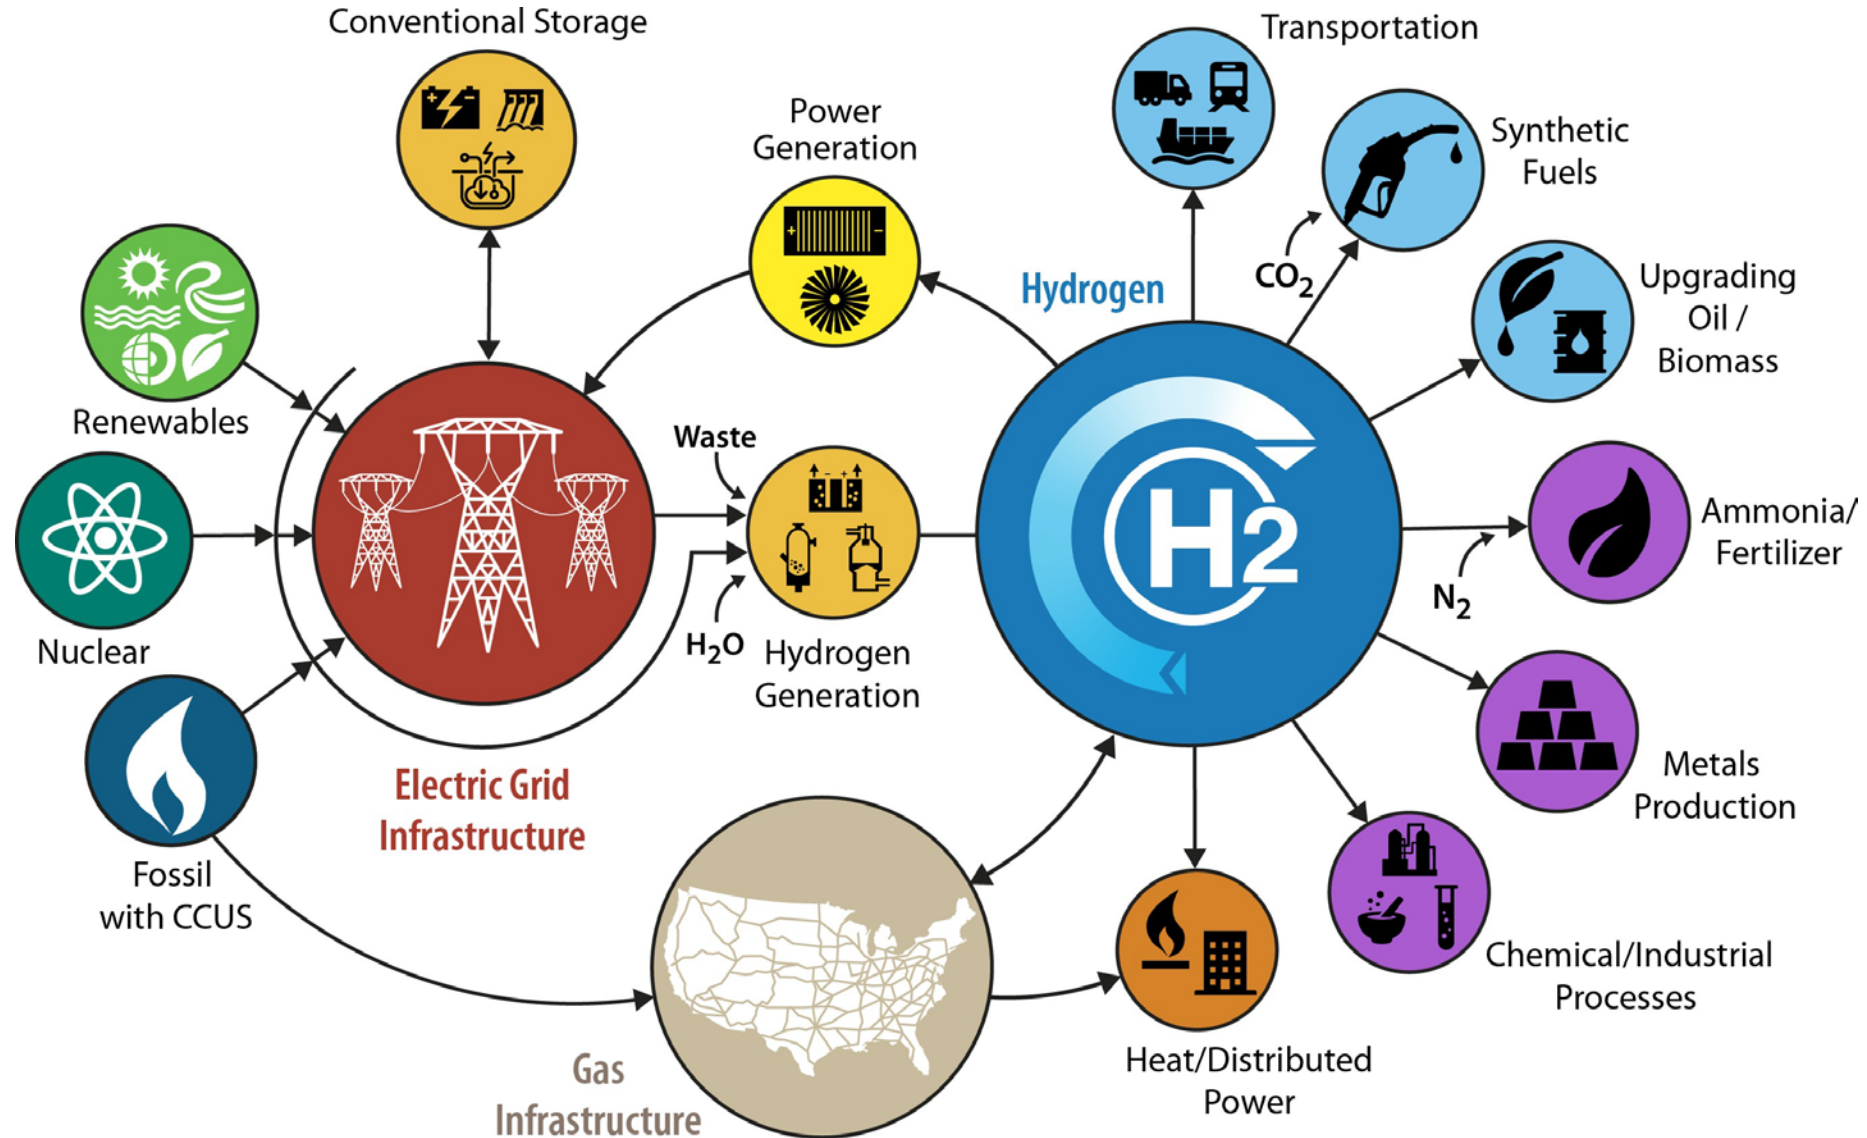 Conventional Storage
Transportation
Power
Generation
Synthetic
Fuels
CO2
Hydrogen
Upgrading
Oil /
Biomass
Renewables
Waste
H2
Ammonia/
Fertilizer
N2
H2O
Nuclear
Hydrogen
Generation
Electric Grid
Infrastructure
Metals
Production
Fossil
with CCUS
Chemical/Industrial
Processes
Gas
Infrastructure
Heat/Distributed
Power